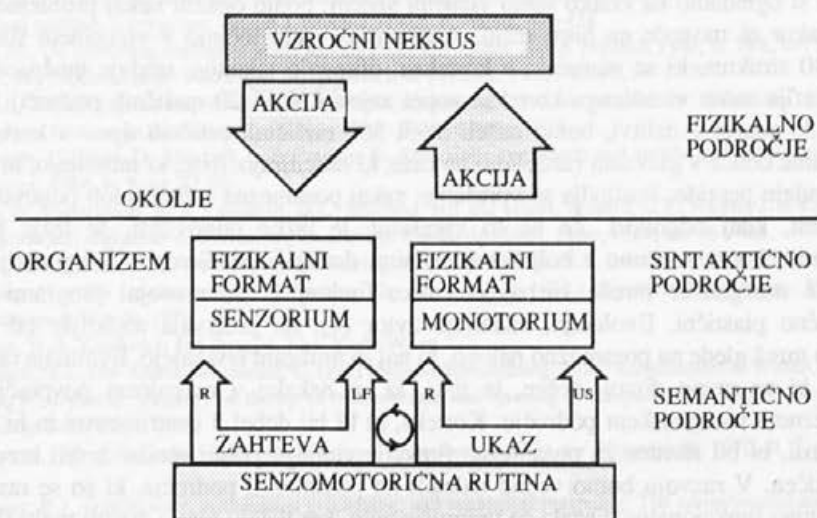 VZROČNI NEKSUS
AKCIJA
AKCIJA
FIZIKALNO
PODROČJE
OKOLJE
ORGANIZEM
FIZIKALNI
FORMAT
SENZORIUM
FIZIKALNI
FORMAT
MONOTORIUM
SINTAKTIČNO
PODROČJE
R
LF
R
US
SEMANTIČNO
PODROČJE
ZAHTEVA
UKAZ
SENZOMOTORIČNA RUTINA